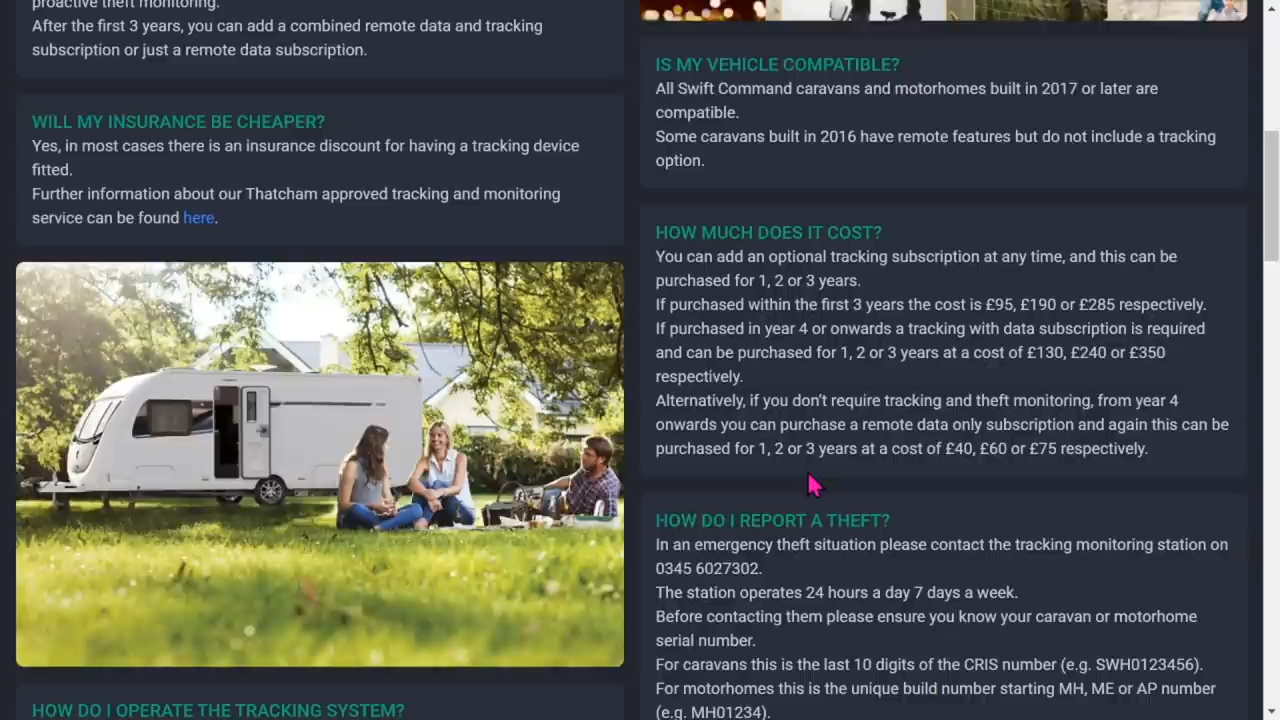 proactive theft monitoring.
After the first 3 years, you can add a combined remote data and tracking
subscription or just a remote data subscription.
WILL MY INSURANCE BE CHEAPER?
Yes, in most cases there is an insurance discount for having a tracking device
fitted.
Further information about our Thatcham approved tracking and monitoring
service can be found here.
HOW DO I OPERATE THE TRACKING SYSTEM?
IS MY VEHICLE COMPATIBLE?
All Swift Command caravans and motorhomes built in 2017 or later are
compatible.
Some caravans built in 2016 have remote features but do not include a tracking
option.
HOW MUCH DOES IT COST?
You can add an optional tracking subscription at any time, and this can be
purchased for 1, 2 or 3 years.
If purchased within the first 3 years the cost is £95, £190 or £285 respectively.
If purchased in year 4 or onwards a tracking with data subscription is required
and can be purchased for 1, 2 or 3 years at a cost of £130, £240 or £350
respectively.
Alternatively, if you don't require tracking and theft monitoring, from year 4
onwards you can purchase a remote data only subscription and again this can be
purchased for 1, 2 or 3 years at a cost of £40, £60 or £75 respectively.
HOW DO I REPORT A THEFT?
In an emergency theft situation please contact the tracking monitoring station on
0345 6027302.
The station operates 24 hours a day 7 days a week.
Before contacting them please ensure you know your caravan or motorhome
serial number.
For caravans this is the last 10 digits of the CRIS number (e.g. SWH0123456).
For motorhomes this is the unique build number starting MH, ME or AP number
(e.g. MH01234).